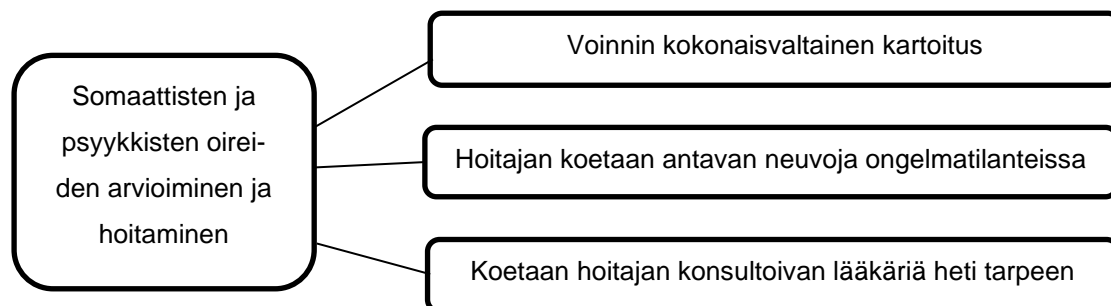 Somaattisten ja
psyykkisten oirei-
den arvioiminen ja
hoitaminen
Voinnin kokonaisvaltainen kartoitus
Hoitajan koetaan antavan neuvoja ongelmatilanteissa
Koetaan hoitajan konsultoivan lääkäriä heti tarpeen